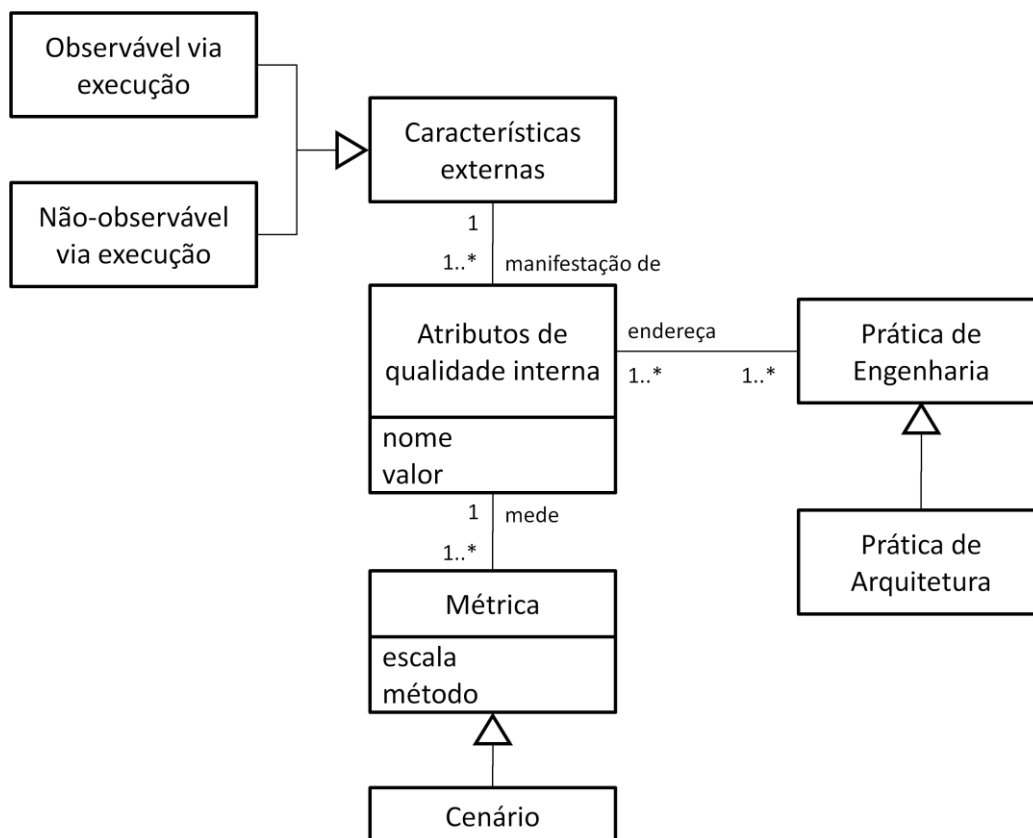 Observável via
execução
Características
externas
Não-observável
via execução
1
1..*
manifestação de
Atributos de
qualidade interna
nome
valor
endereça
1..*
1..*
Prática de
Engenharia
1
mede
1..*
Prática de
Arquitetura
Métrica
escala
método
Cenário